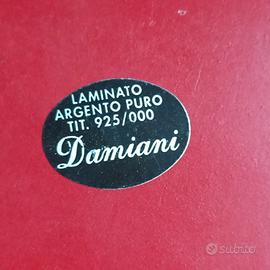 LAMINATO
ARGENTO PURO
TIT. 925/000
Damiani
subito